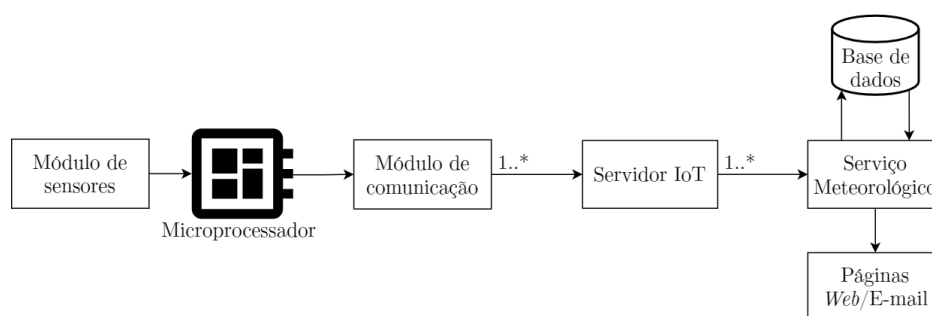 Base de
dados
Módulo de
sensores
Microprocessador
Módulo de
comunicação
1..*
Servidor IoT
1..*
Serviço
Meteorológico
Páginas
Web/E-mail